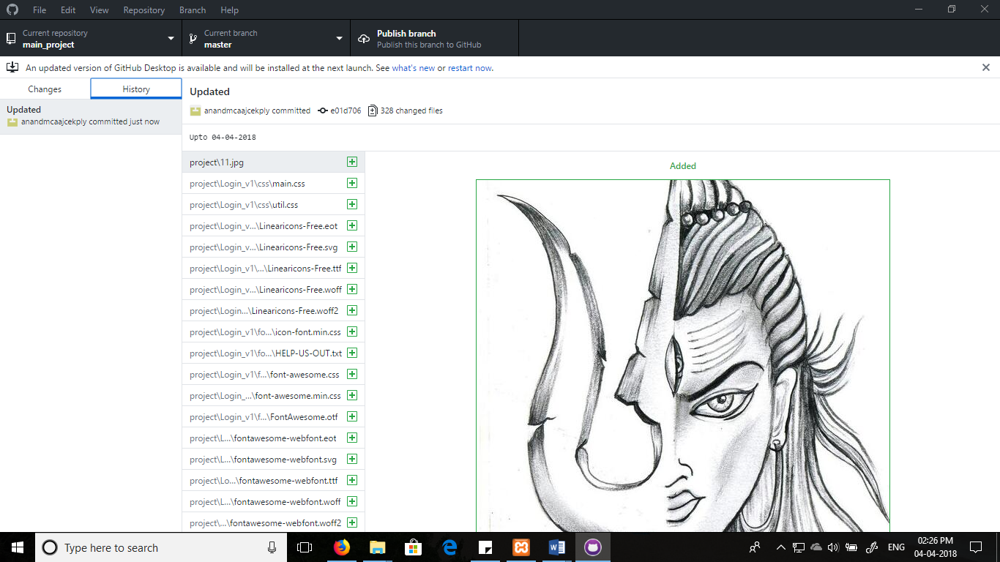 File Edit View Repository Branch Help
Current repository
main_project
Current branch
master
Publish branch
Publish this branch to GitHub
An updated version of GitHub Desktop is available and will be installed at the next launch. See what's new or restart now.
Changes
History
Updated
anandmcaajcekply committed just now
Updated
anandmcaajcekply committed e01d706 328 changed files
Upto 04-04-2018
project\11.jpg
project\Login_v1\css\main.css
project\Login_v1\css\util.css
project\Login_v...\Linearicons-Free.eot
project\Login_v...\Linearicons-Free.svg
project\Login_v1\...\Linearicons-Free.ttf
project\Login_v...\Linearicons-Free.woff
project\Login...\Linearicons-Free.woff2
project\Login_v1\fo...\icon-font.min.css
project\Login_v1\fo...\HELP-US-OUT.txt
project\Login_v1\f...\font-awesome.css
project\Login_...\font-awesome.min.css
project\Login_v1\f...\FontAwesome.otf
project\L...\fontawesome-webfont.eot
project\L...\fontawesome-webfont.svg
project\Lo...\fontawesome-webfont.ttf
project\L...\fontawesome-webfont.woff
project\...\fontawesome-webfont.woff2
Added
Type here to search
ENG
02:26 PM
04-04-2018